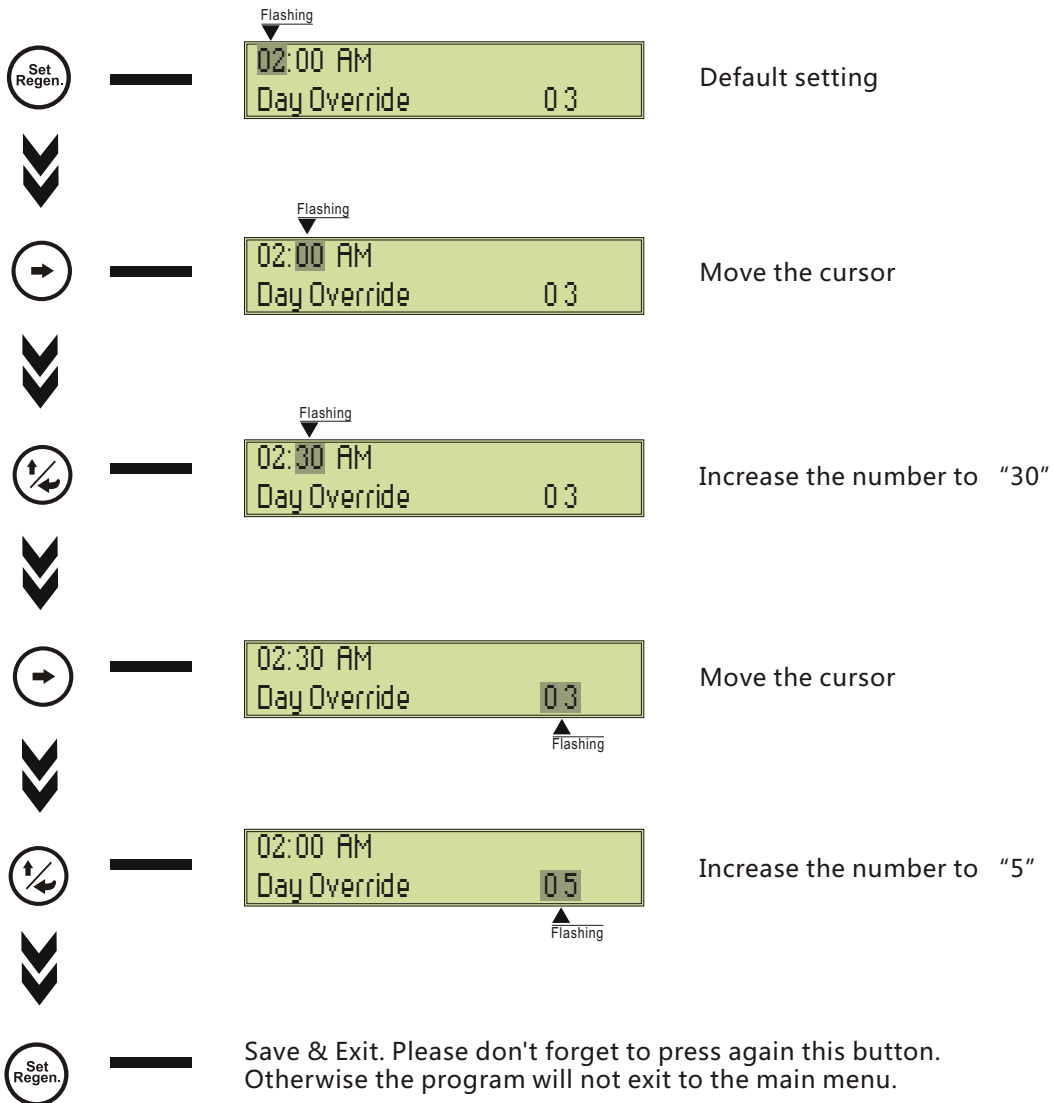 Flashing
Set
Regen.
02:00 AM
Day Override 03
Default setting
Flashing
02:00 AM
Day Override 03
Move the cursor
Flashing
02:30 AM
Day Override 03
Increase the number to “30”
02:30 AM
Day Override 03
Flashing
Move the cursor
02:00 AM
Day Override 05
Flashing
Increase the number to “5”
Set
Regen.
Save & Exit. Please don't forget to press again this button.
Otherwise the program will not exit to the main menu.